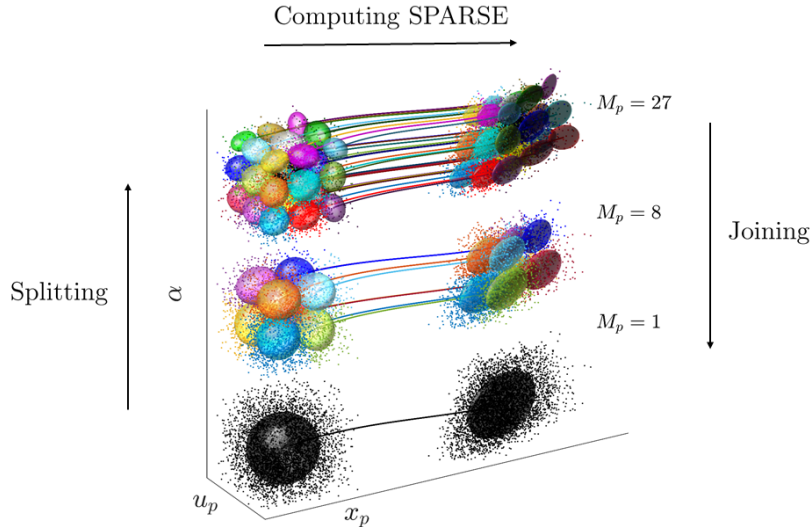 Computing SPARSE
M_p = 27
M_p = 8
Joining
Splitting
α
M_p = 1
u_p
x_p